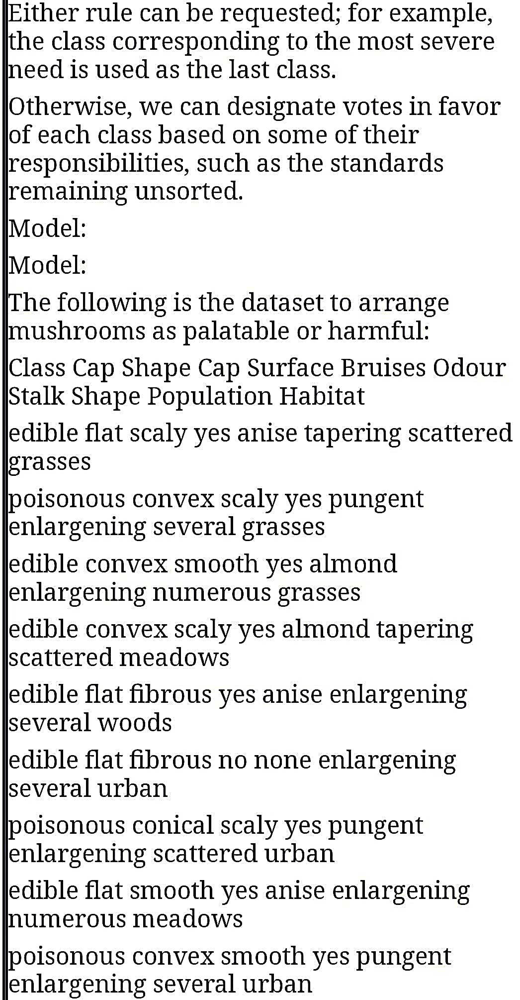 Either rule can be requested; for example,
the class corresponding to the most severe
need is used as the last class.
Otherwise, we can designate votes in favor
of each class based on some of their
responsibilities, such as the standards
remaining unsorted.
Model:
Model:
The following is the dataset to arrange
mushrooms as palatable or harmful:
Class Cap Shape Cap Surface Bruises Odour
Stalk Shape Population Habitat
edible flat scaly yes anise tapering scattered
grasses
poisonous convex scaly yes pungent
enlargening several grasses
edible convex smooth yes almond
enlargening numerous grasses
edible convex scaly yes almond tapering
scattered meadows
edible flat fibrous yes anise enlargening
several woods
edible flat fibrous no none enlargening
several urban
poisonous conical scaly yes pungent
enlargening scattered urban
edible flat smooth yes anise enlargening
numerous meadows
poisonous convex smooth yes pungent
enlargening several urban